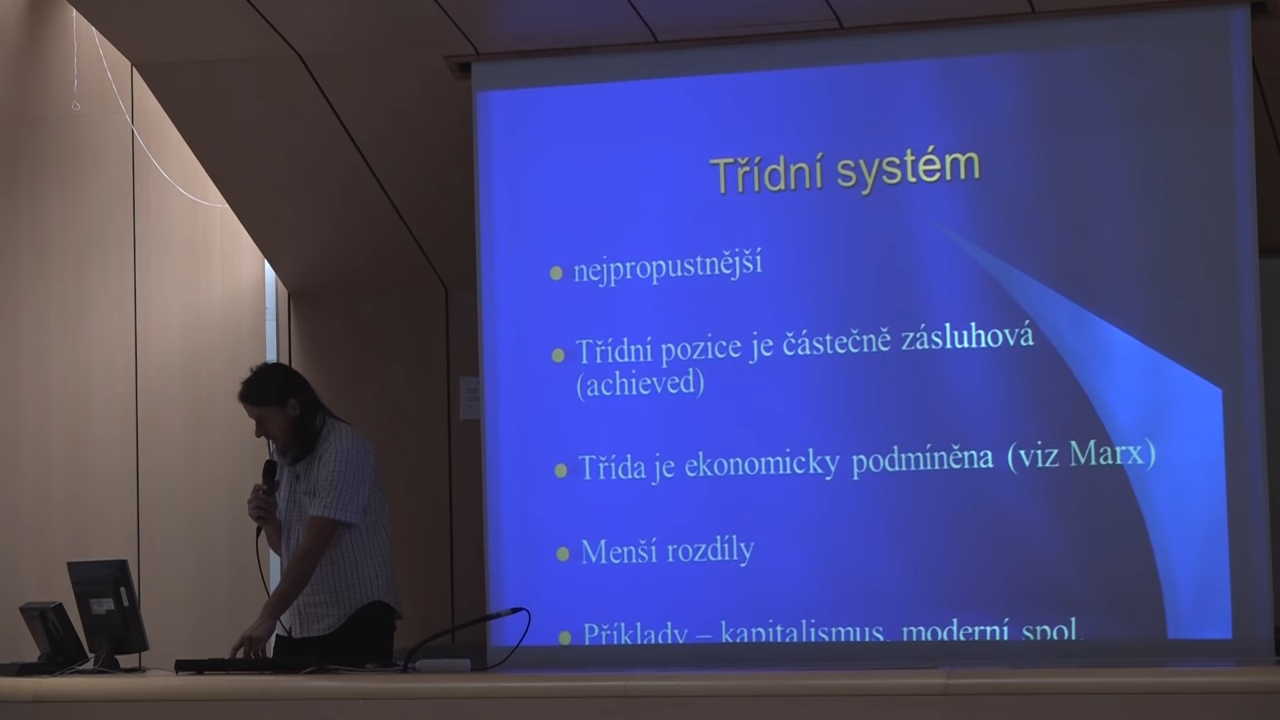 Třídní systém
nejpropustnější
Třídní pozice je částečně zásluhová
(achieved)
Třída je ekonomicky podmíněna (viz Marx)
Menší rozdíly
Příklady – kapitalismus, moderní spol.